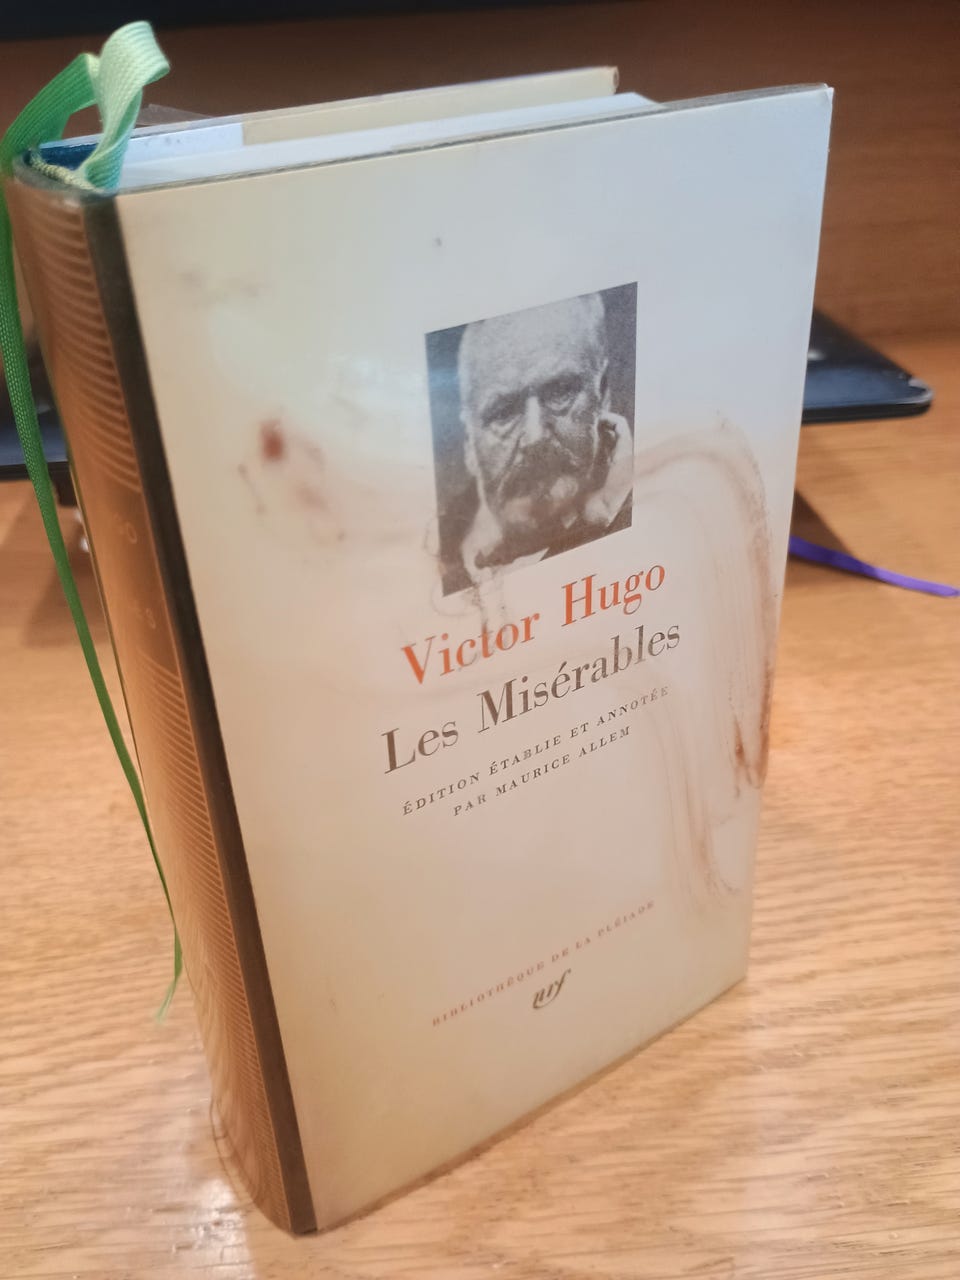 Victor Hugo
Les Misérables
ÉDITION ÉTABLIE ET ANNOTÉE
PAR MAURICE ALLEM
BIBLIOTHÈQUE DE LA PLÉIADE
nrf